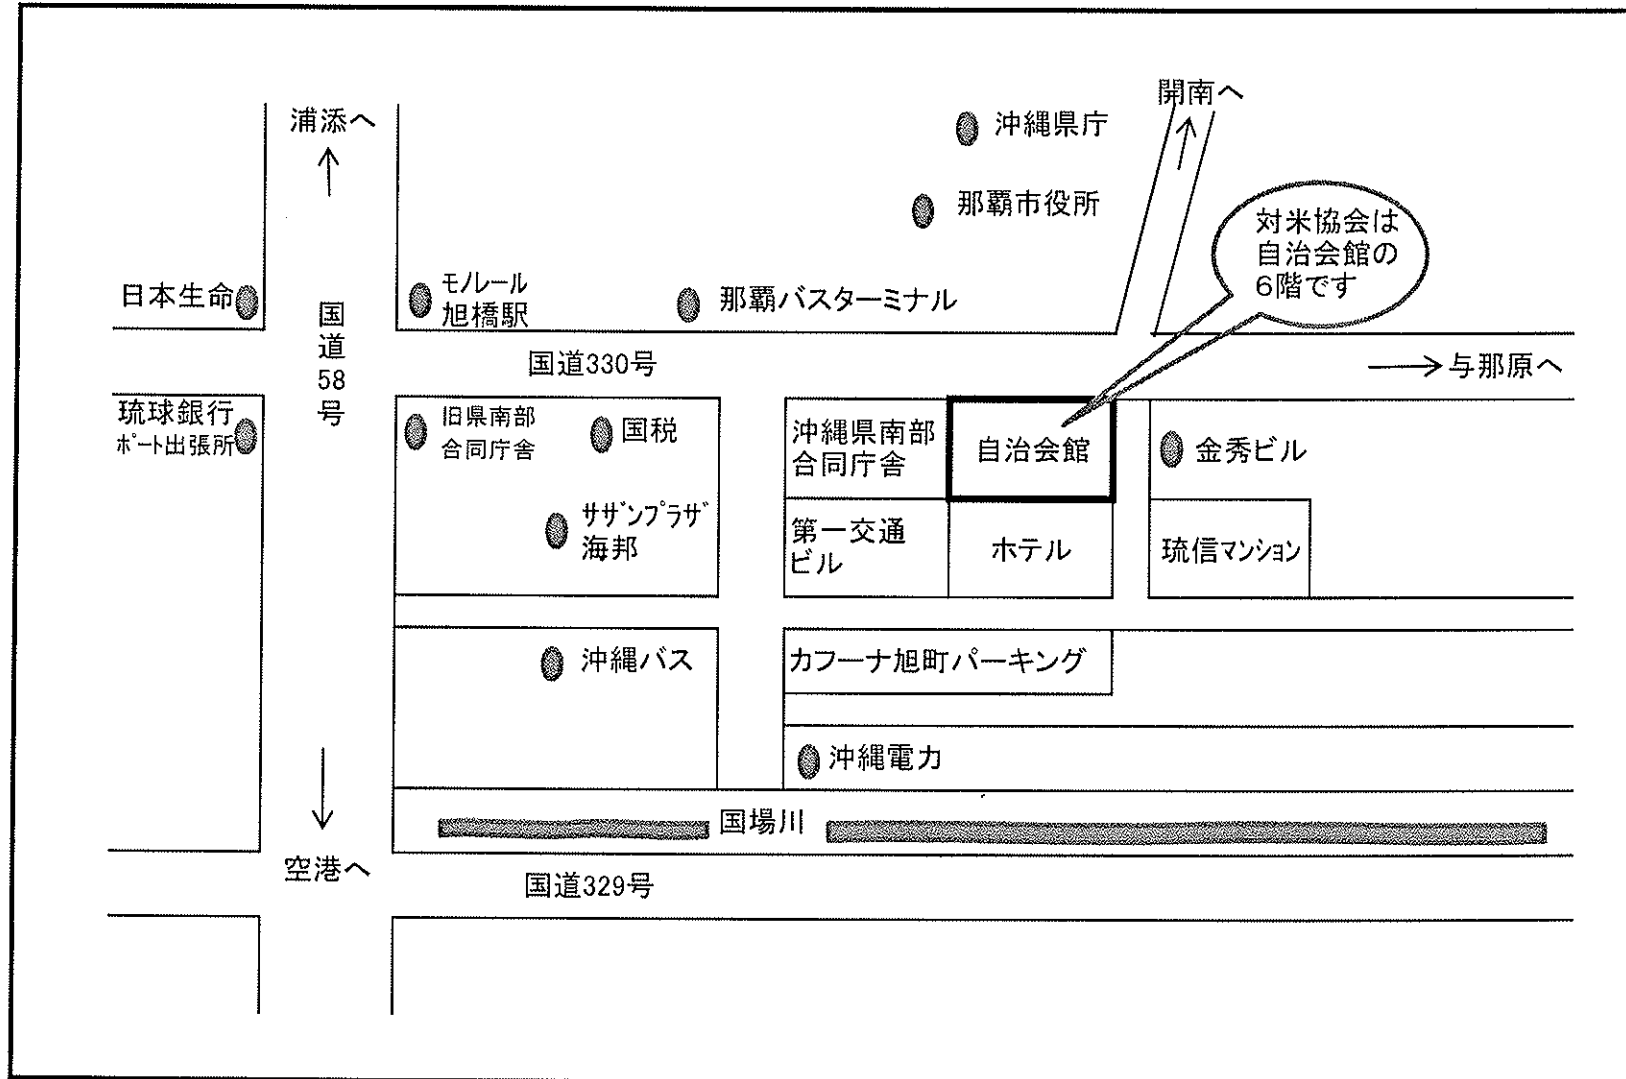 開南へ
浦添へ
沖縄県庁
那覇市役所
対米協会は
自治会館の
6階です
日本生命
モノレール
旭橋駅
那覇バスターミナル
国道58号
国道330号
与那原へ
琉球銀行
ポート出張所
旧県南部
合同庁舎
国税
沖縄県南部
合同庁舎
自治会館
金秀ビル
サザンプラザ
海邦
第一交通
ビル
ホテル
琉信マンション
沖縄バス
カフーナ旭町パーキング
沖縄電力
国場川
空港へ
国道329号